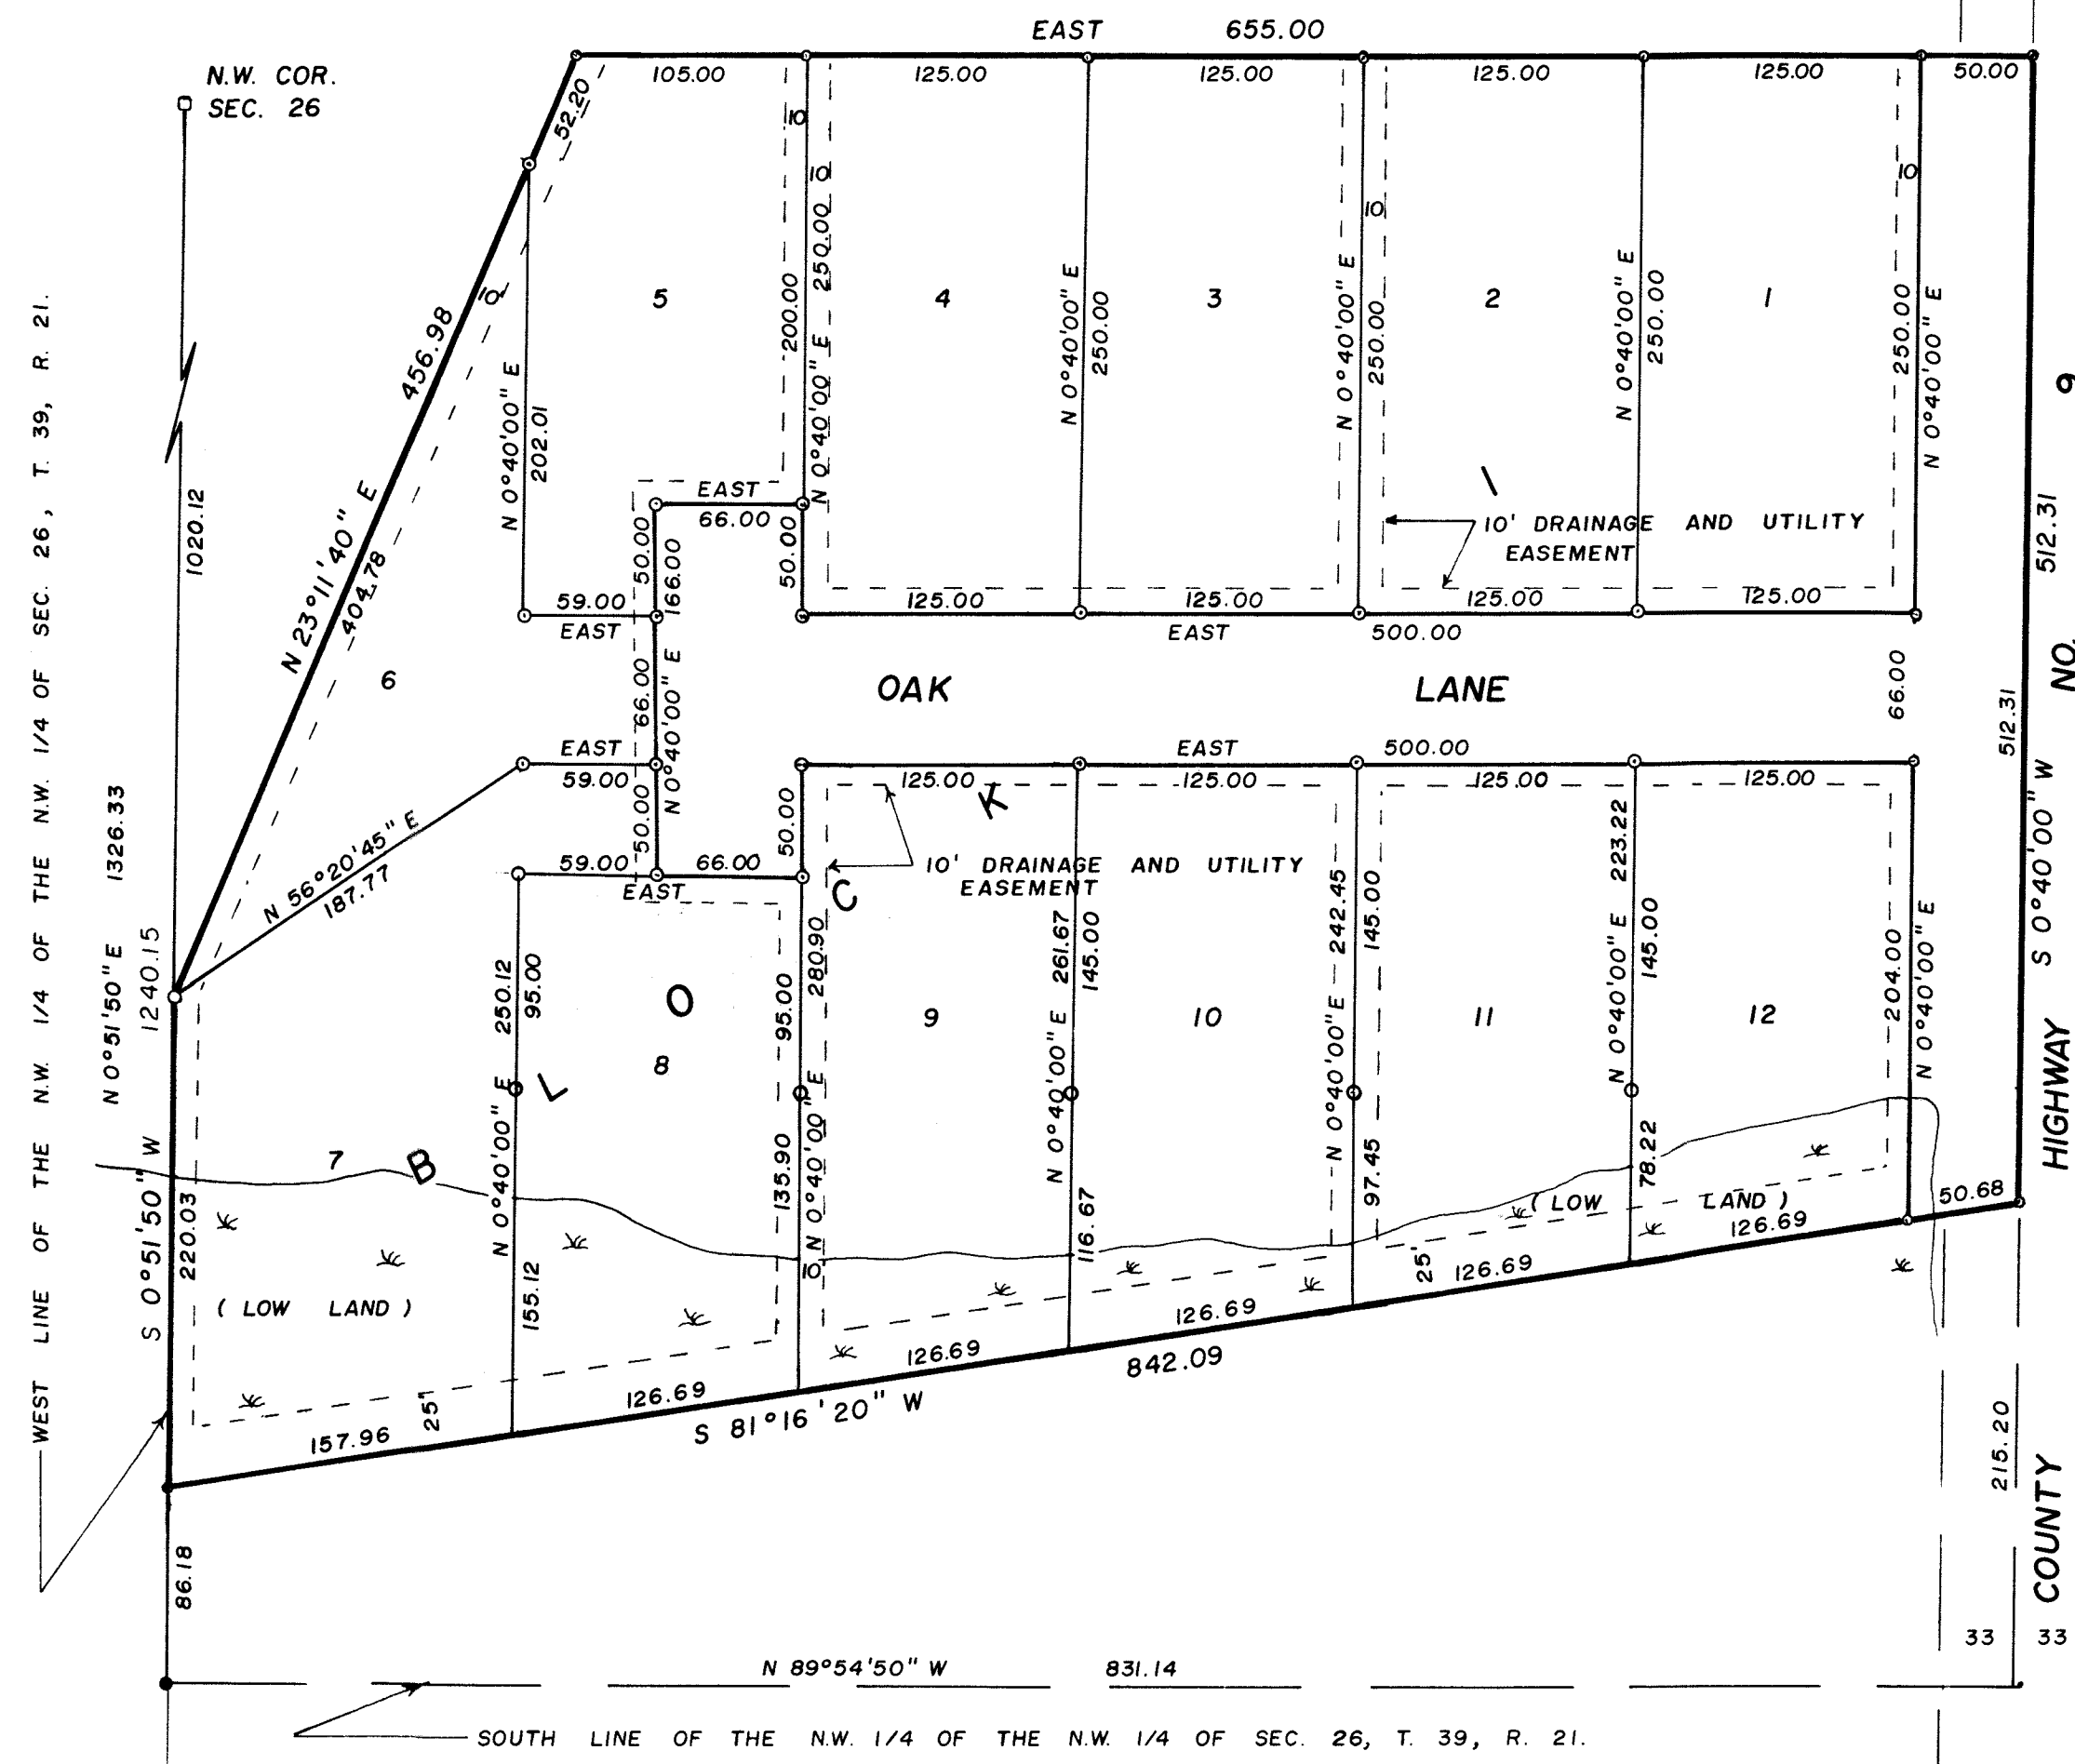 EAST 655.00
N.W. COR.
SEC. 26
105.00 125.00 125.00 125.00 125.00 50.00
52.20
10
10
10
10
10
5 4 3 2 1
N 0°40'00" E
202.01
200.00
N 0°40'00" E 250.00
N 0°40'00" E
250.00
N 0°40'00" E
250.00
N 0°40'00" E
250.00
250.00
N 0°40'00" E
456.98
N 23°11'40" E
404.78
1020.12
EAST
66.00
50.00
166.00
50.00
10' DRAINAGE AND UTILITY
EASEMENT
59.00
EAST
125.00 125.00 125.00 125.00
EAST 500.00
6
66.00
N 0°40'00" E
OAK LANE
66.00
512.31
512.31
S 0°40'00" W
COUNTY HIGHWAY NO. 9
EAST
59.00
EAST 500.00
125.00 125.00 125.00 125.00
50.00
50.00
N 56°20'45" E
187.77
59.00 66.00
EAST
10' DRAINAGE AND UTILITY
EASEMENT
BLOCK 1
N 0°51'50" E 1326.33
1240.15
250.12
95.00
N 0°40'00" E
155.12
95.00
280.90
135.90
N 0°40'00" E
10'
261.67
145.00
N 0°40'00" E
116.67
242.45
145.00
N 0°40'00" E
97.45
223.22
145.00
N 0°40'00" E
78.22
204.00
N 0°40'00" E
7 8 9 10 11 12
S 0°51'50" W
220.03
(LOW LAND)
(LOW LAND)
25'
25'
157.96 126.69 126.69 126.69 126.69 126.69 50.68
S 81°16'20" W 842.09
86.18
215.20
33 33
N 89°54'50" W 831.14
SOUTH LINE OF THE N.W. 1/4 OF THE N.W. 1/4 OF SEC. 26, T. 39, R. 21.
WEST LINE OF THE N.W. 1/4 OF THE N.W. 1/4 OF SEC. 26, T. 39, R. 21.